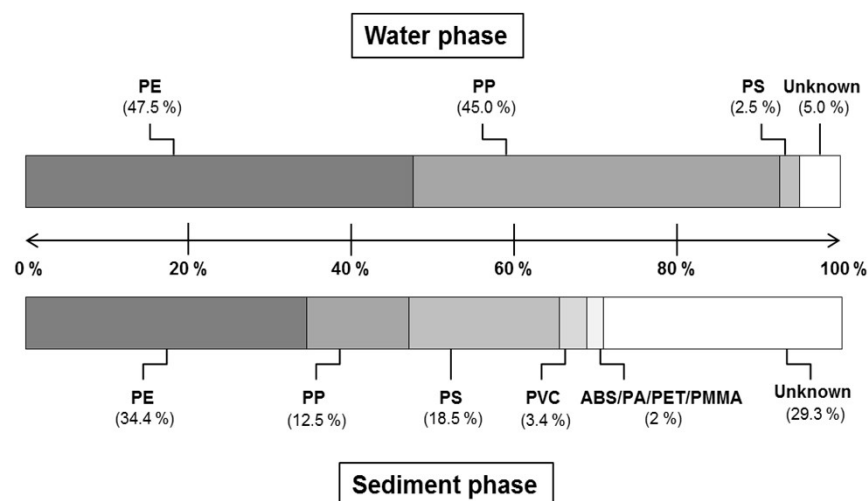 Water phase
PE PP PS Unknown
(47.5 %) (45.0 %) (2.5 %) (5.0 %)
0 % 20 % 40 % 60 % 80 % 100 %
PE PP PS PVC ABS/PA/PET/PMMA Unknown
(34.4 %) (12.5 %) (18.5 %) (3.4 %) (2 %) (29.3 %)
Sediment phase